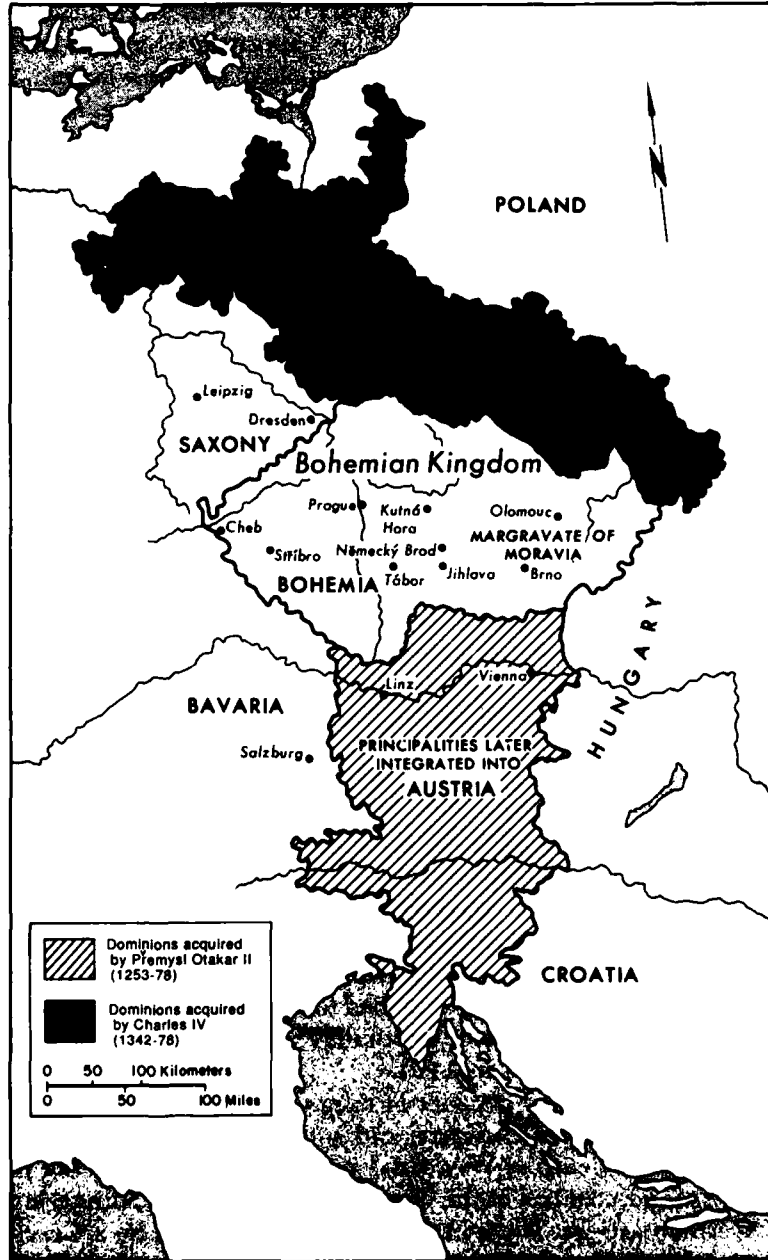 POLAND
N
Leipzig
Dresden
SAXONY
Bohemian Kingdom
Prague
Kutná
Hora
Olomouc
Cheb
MARGRAVATE OF
MORAVIA
Stříbro
Německý Brod
BOHEMIA
Tábor
Jihlava
Brno
HUNGARY
Linz
Vienna
BAVARIA
Salzburg
PRINCIPALITIES LATER
INTEGRATED INTO
AUSTRIA
CROATIA
Dominions acquired
by Přemysl Otakar II
(1253-78)
Dominions acquired
by Charles IV
(1342-78)
0 50 100 Kilometers
0 50 100 Miles